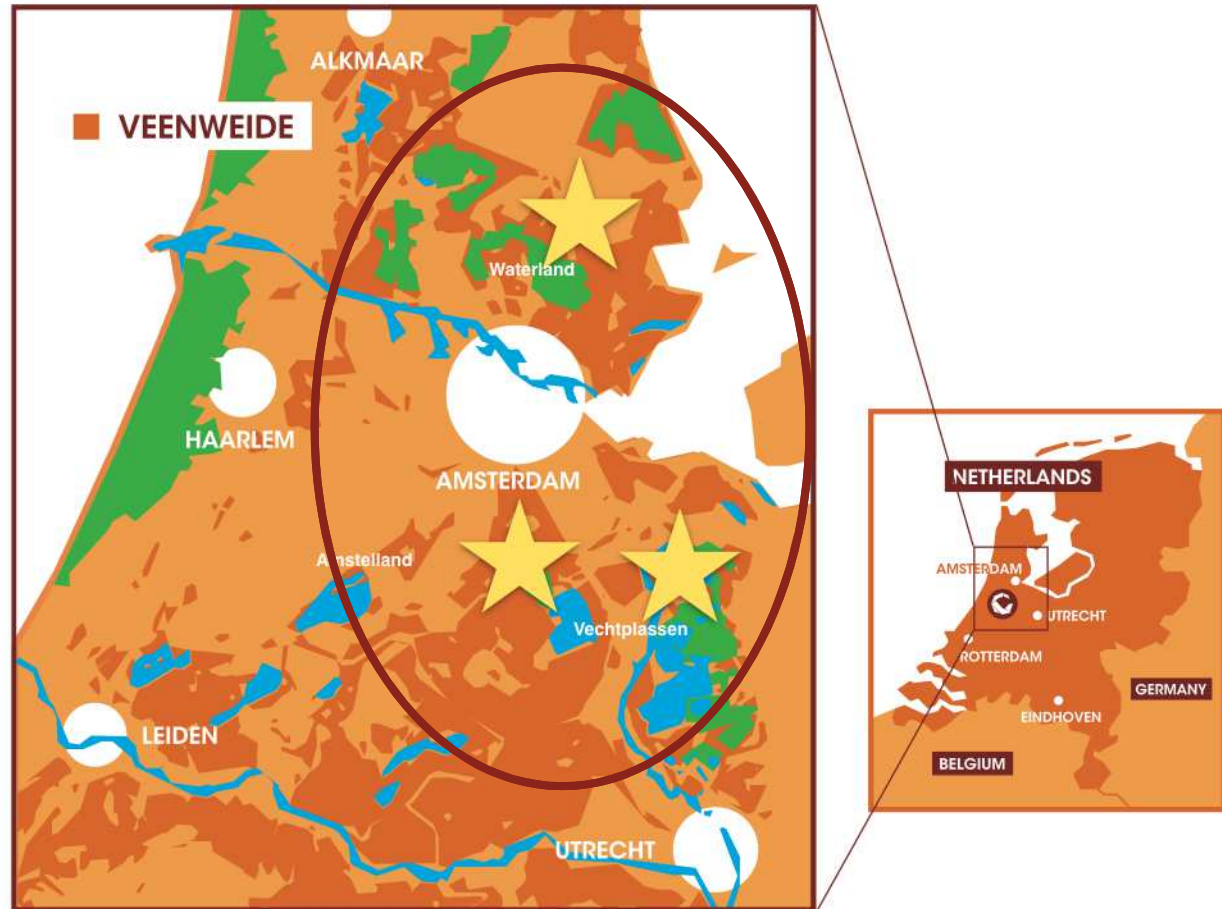 ALKMAAR
VEENWEIDE
Waterland
HAARLEM
AMSTERDAM
Amstelland
Vechtplassen
LEIDEN
UTRECHT
NETHERLANDS
AMSTERDAM
UTRECHT
ROTTERDAM
GERMANY
EINDHOVEN
BELGIUM